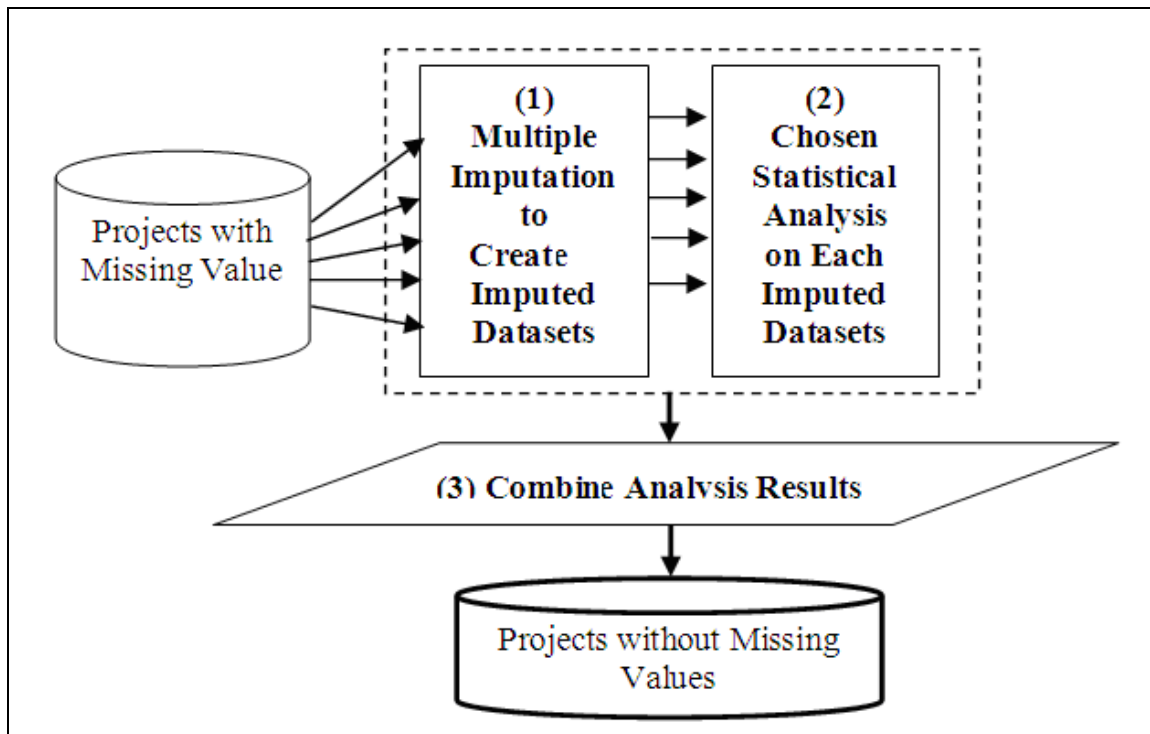 Projects with
Missing Value
(1)
Multiple
Imputation
to
Create
Imputed
Datasets
(2)
Chosen
Statistical
Analysis
on Each
Imputed
Datasets
(3) Combine Analysis Results
Projects without Missing
Values